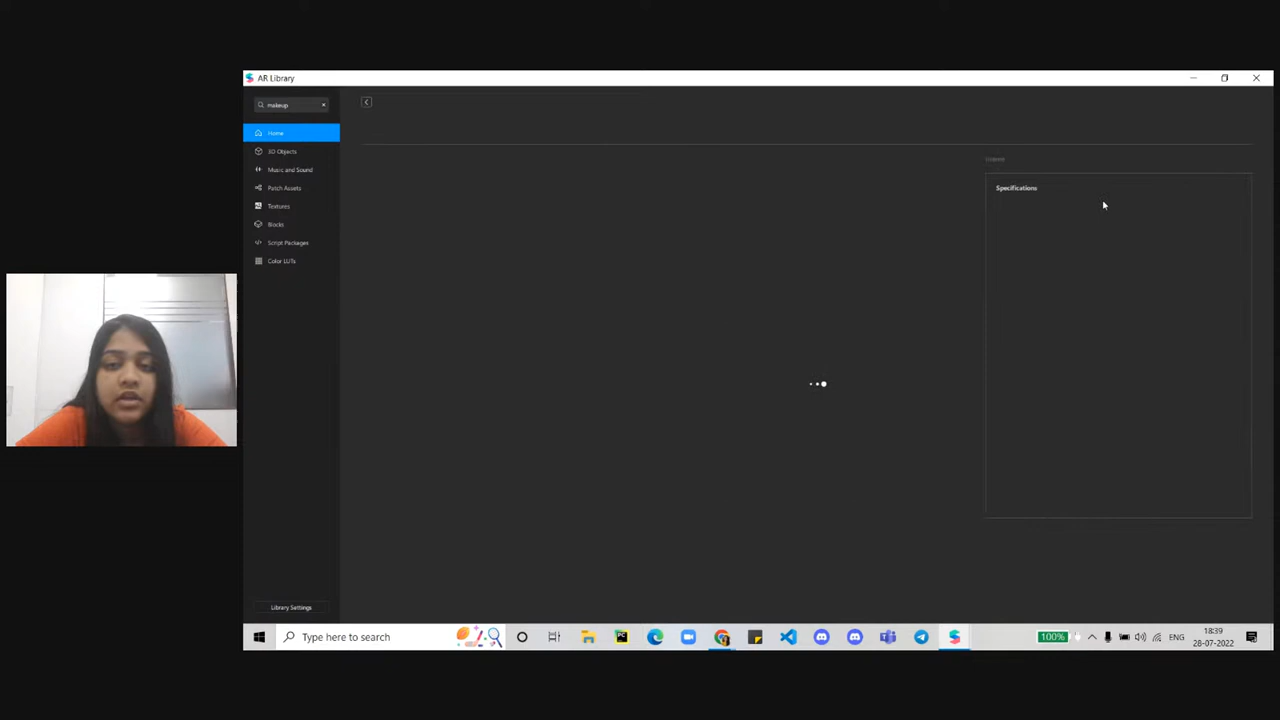 AR Library
makeup
Home
3D Objects
Music and Sound
Patch Assets
Textures
Blocks
Script Packages
Color LUTs
Specifications
Library Settings
Type here to search
PC
100%
ENG
18:39
28-07-2022